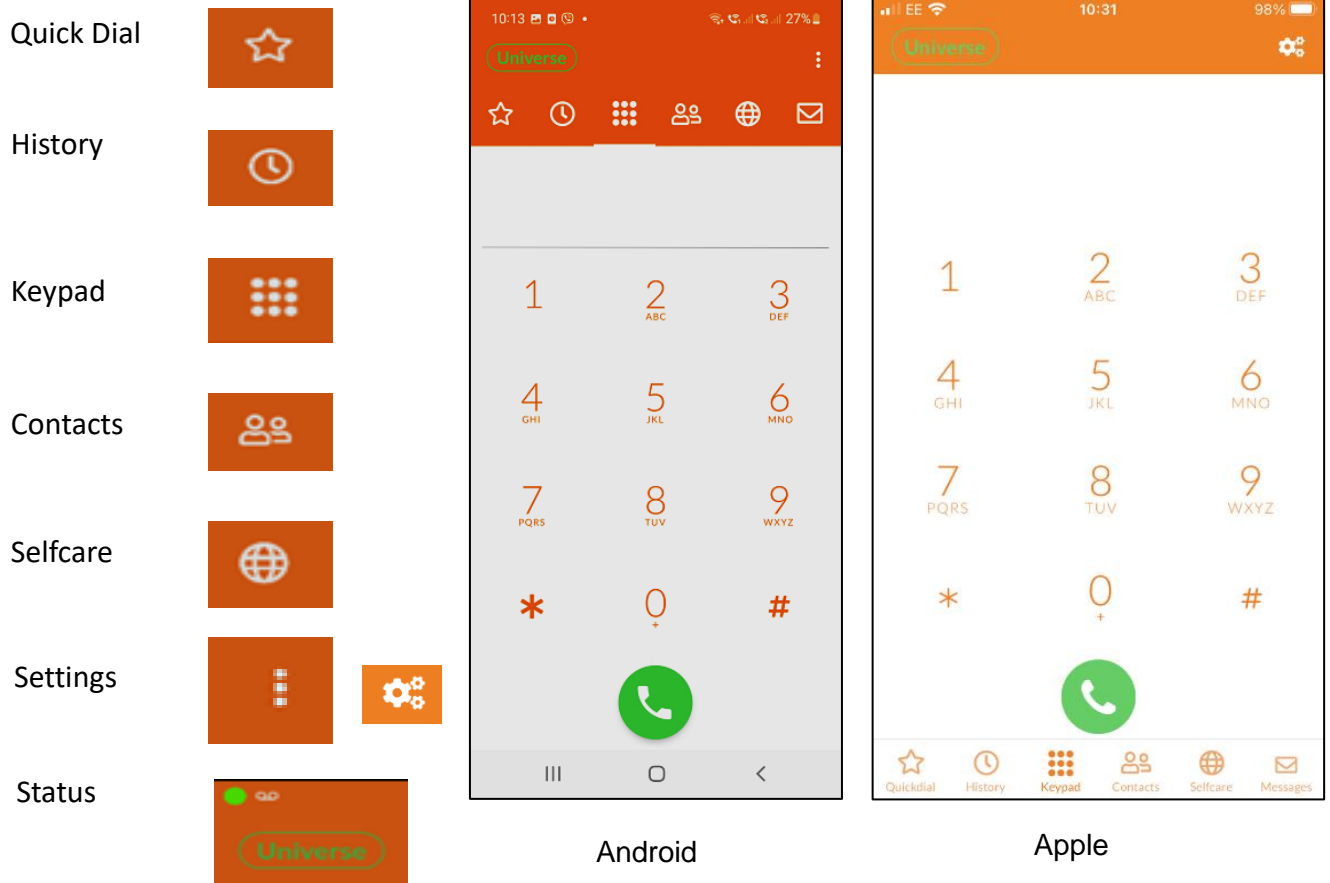 Quick Dial
History
Keypad
Contacts
Selfcare
Settings
Status
Universe
10:13
27%
Universe
1
2
3
ABC
DEF
4
5
6
GHI
JKL
MNO
7
8
9
PQRS
TUV
WXYZ
*
0
#
+
Android
EE
10:31
98%
Universe
1
2
3
ABC
DEF
4
5
6
GHI
JKL
MNO
7
8
9
PQRS
TUV
WXYZ
*
0
#
+
Quickdial History Keypad Contacts Selfcare Messages
Apple